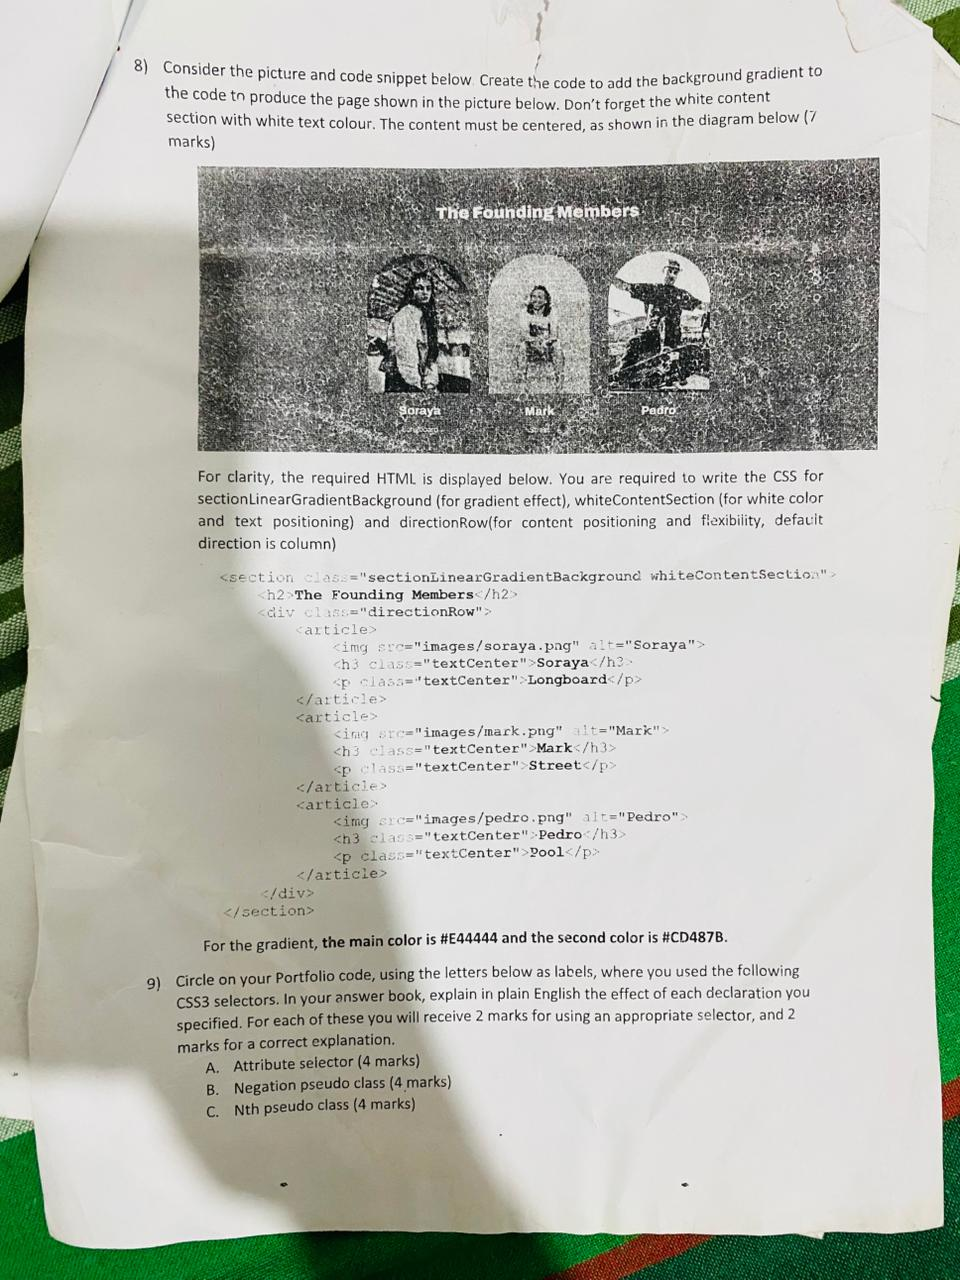 8) Consider the picture and code snippet below. Create the code to add the background gradient to
the code to produce the page shown in the picture below. Don't forget the white content
section with white text colour. The content must be centered, as shown in the diagram below (7
marks)
The Founding Members
Soraya Mark Pedro
For clarity, the required HTML is displayed below. You are required to write the CSS for
sectionLinearGradientBackground (for gradient effect), whiteContentSection (for white color
and text positioning) and directionRow(for content positioning and flexibility, default
direction is column)
<section class="sectionLinearGradientBackground whiteContentSection">
<h2>The Founding Members</h2>
<div class="directionRow">
<article>
<img src="images/soraya.png" alt="Soraya">
<h3 class="textCenter">Soraya</h3>
<p class="textCenter">Longboard</p>
</article>
<article>
<img src="images/mark.png" alt="Mark">
<h3 class="textCenter">Mark</h3>
<p class="textCenter">Street</p>
</article>
<article>
<img src="images/pedro.png" alt="Pedro">
<h3 class="textCenter">Pedro</h3>
<p class="textCenter">Pool</p>
</article>
</div>
</section>
For the gradient, the main color is #E44444 and the second color is #CD487B.
9) Circle on your Portfolio code, using the letters below as labels, where you used the following
CSS3 selectors. In your answer book, explain in plain English the effect of each declaration you
specified. For each of these you will receive 2 marks for using an appropriate selector, and 2
marks for a correct explanation.
A. Attribute selector (4 marks)
B. Negation pseudo class (4 marks)
C. Nth pseudo class (4 marks)